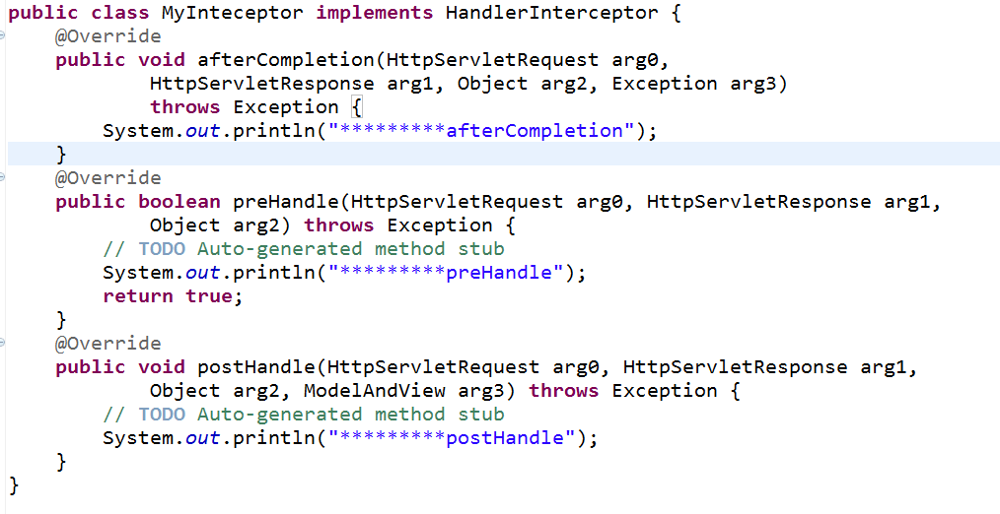 public class MyInteceptor implements HandlerInterceptor {
    @Override
    public void afterCompletion(HttpServletRequest arg0,
            HttpServletResponse arg1, Object arg2, Exception arg3)
            throws Exception {
        System.out.println("*********afterCompletion");
    }
    @Override
    public boolean preHandle(HttpServletRequest arg0, HttpServletResponse arg1,
            Object arg2) throws Exception {
        // TODO Auto-generated method stub
        System.out.println("*********preHandle");
        return true;
    }
    @Override
    public void postHandle(HttpServletRequest arg0, HttpServletResponse arg1,
            Object arg2, ModelAndView arg3) throws Exception {
        // TODO Auto-generated method stub
        System.out.println("*********postHandle");
    }
}